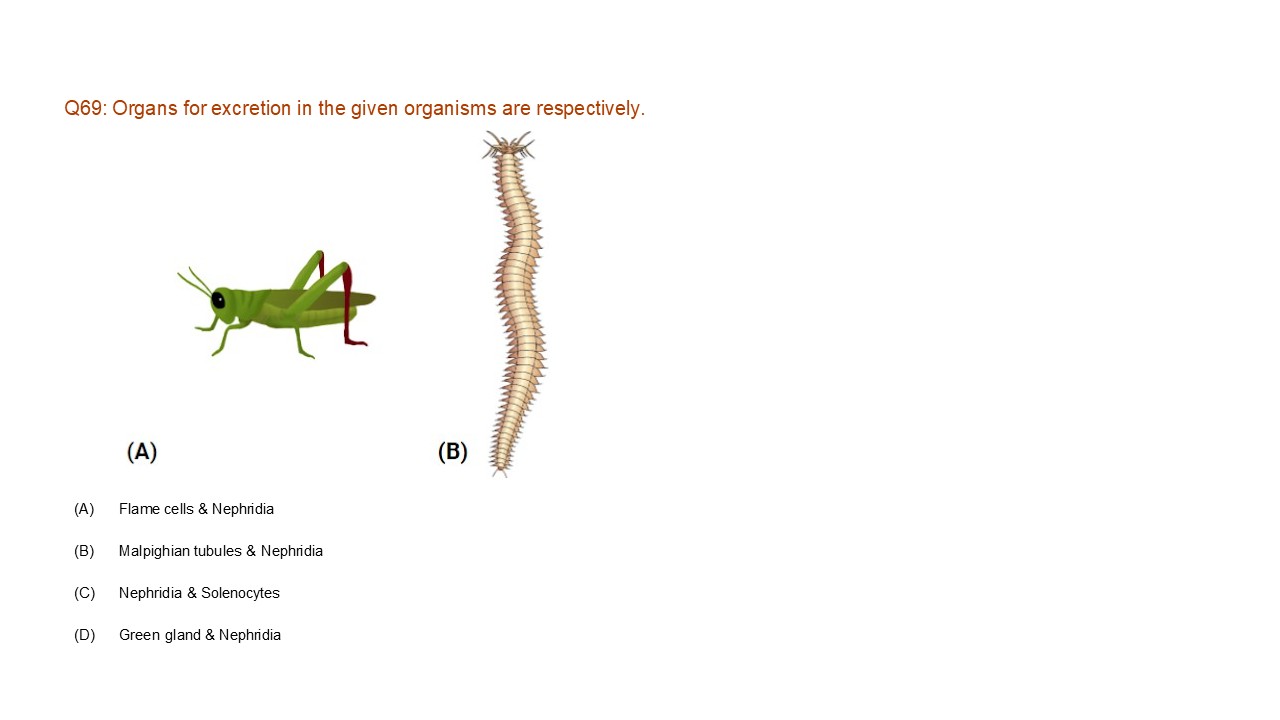 Q69: Organs for excretion in the given organisms are respectively.
(A) (B)
(A) Flame cells & Nephridia
(B) Malpighian tubules & Nephridia
(C) Nephridia & Solenocytes
(D) Green gland & Nephridia